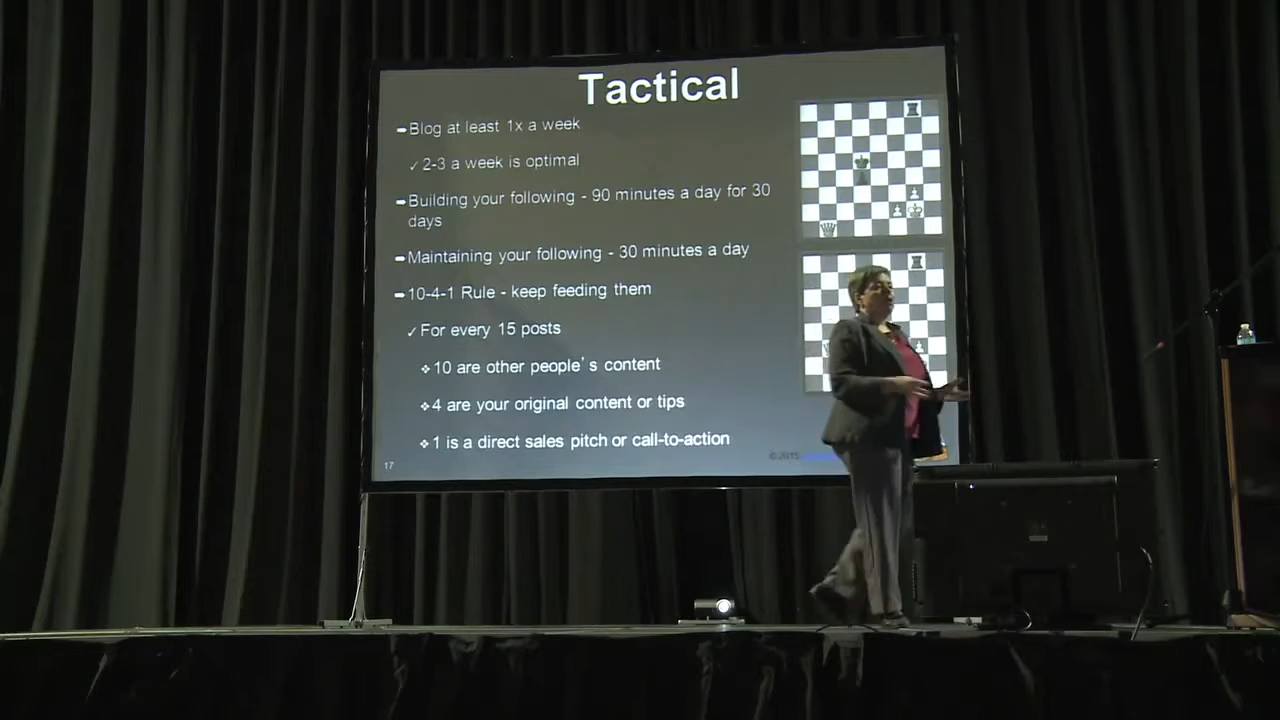 Tactical
➡Blog at least 1x a week
✓2-3 a week is optimal
➡Building your following - 90 minutes a day for 30
days
➡Maintaining your following - 30 minutes a day
➡10-4-1 Rule - keep feeding them
✓For every 15 posts
❖10 are other people's content
❖4 are your original content or tips
❖1 is a direct sales pitch or call-to-action
17
©2015